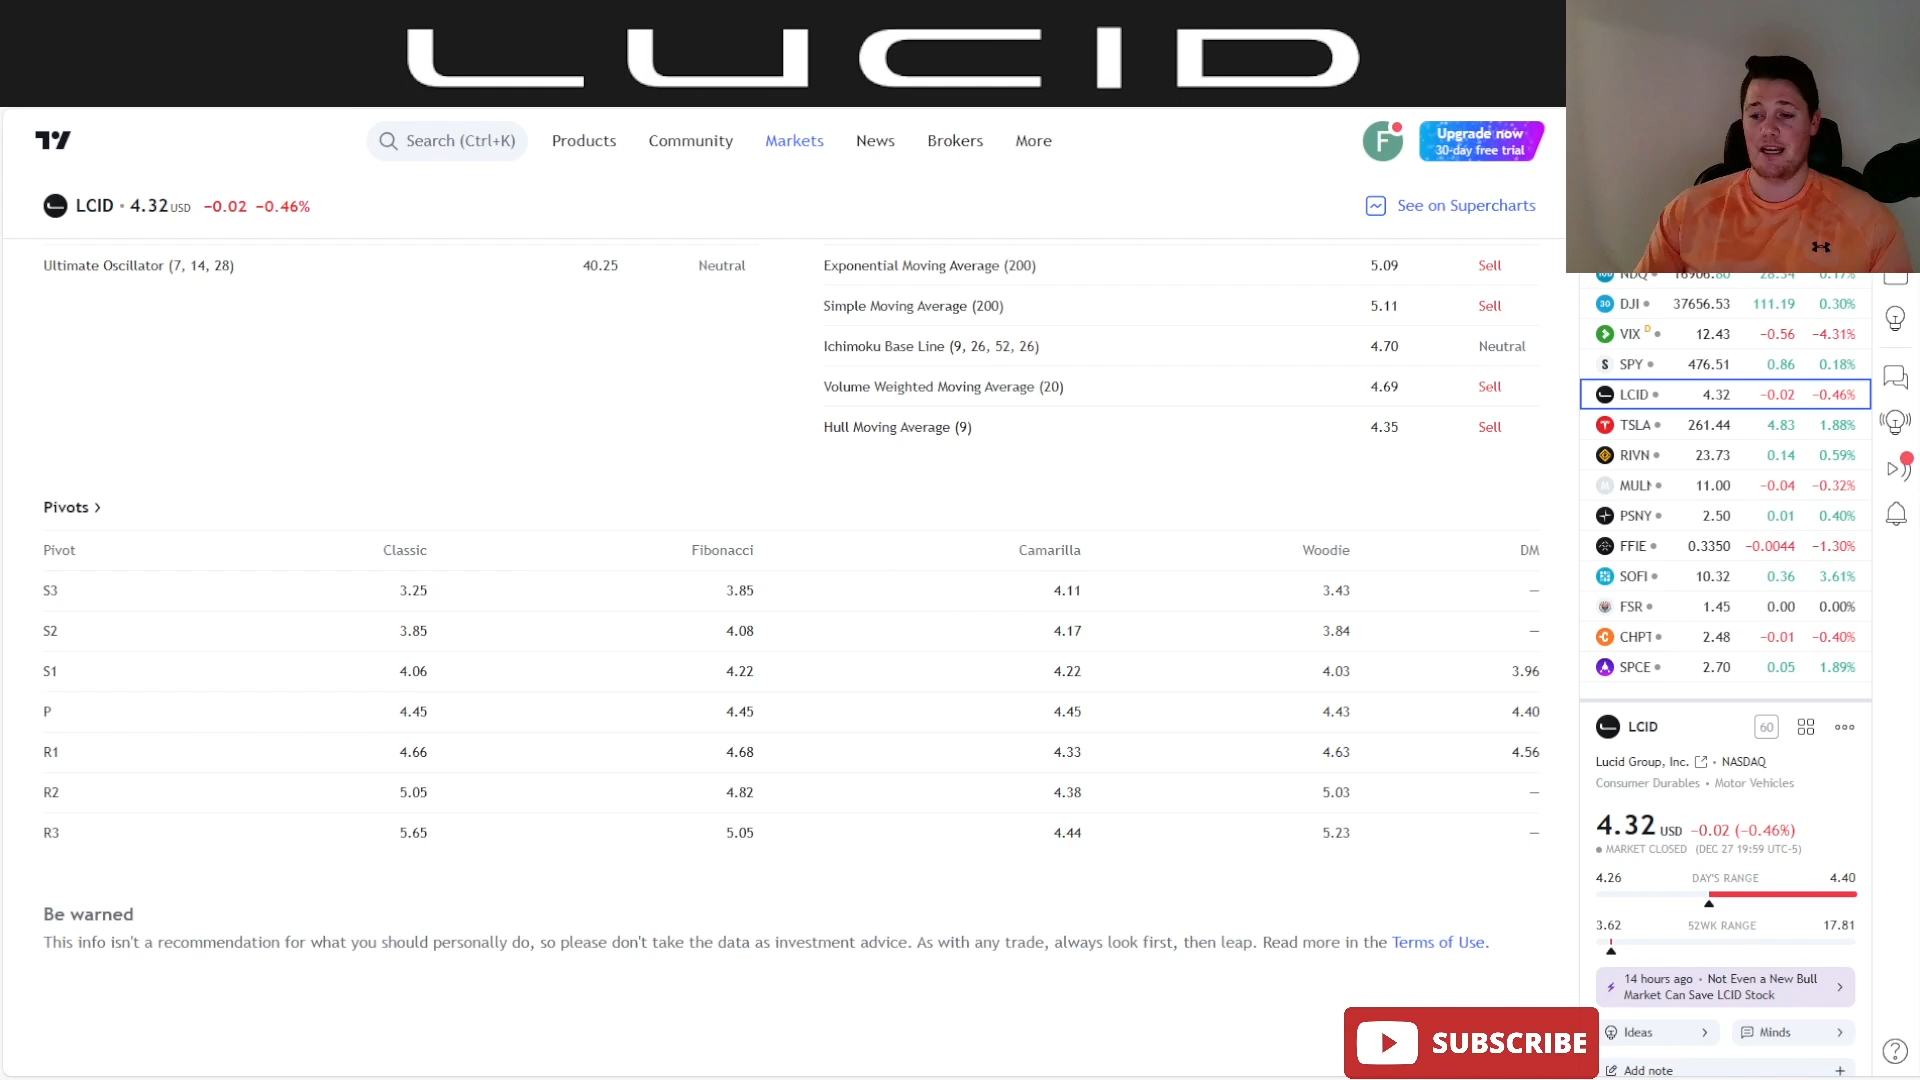 LUCID
Search (Ctrl+K)
Products
Community
Markets
News
Brokers
More
F
Upgrade now
30-day free trial
LCID • 4.32 USD −0.02 −0.46%
See on Supercharts
Ultimate Oscillator (7, 14, 28) 40.25 Neutral
Exponential Moving Average (200) 5.09 Sell
Simple Moving Average (200) 5.11 Sell
Ichimoku Base Line (9, 26, 52, 26) 4.70 Neutral
Volume Weighted Moving Average (20) 4.69 Sell
Hull Moving Average (9) 4.35 Sell
Pivots
Pivot Classic Fibonacci Camarilla Woodie DM
S3 3.25 3.85 4.11 3.43 —
S2 3.85 4.08 4.17 3.84 —
S1 4.06 4.22 4.22 4.03 3.96
P 4.45 4.45 4.45 4.43 4.40
R1 4.66 4.68 4.33 4.63 4.56
R2 5.05 4.82 4.38 5.03 —
R3 5.65 5.05 4.44 5.23 —
Be warned
This info isn't a recommendation for what you should personally do, so please don't take the data as investment advice. As with any trade, always look first, then leap. Read more in the Terms of Use.
NDQ 16906.80 28.54 0.17%
30 DJI 37656.53 111.19 0.30%
VIX D 12.43 −0.56 −4.31%
S SPY 476.51 0.86 0.18%
LCID 4.32 −0.02 −0.46%
TSLA 261.44 4.83 1.88%
RIVN 23.73 0.14 0.59%
M MULN 11.00 −0.04 −0.32%
PSNY 2.50 0.01 0.40%
FFIE 0.3350 −0.0044 −1.30%
SOFI 10.32 0.36 3.61%
FSR 1.45 0.00 0.00%
CHPT 2.48 −0.01 −0.40%
SPCE 2.70 0.05 1.89%
LCID
60
Lucid Group, Inc. • NASDAQ
Consumer Durables • Motor Vehicles
4.32 USD −0.02 (−0.46%)
MARKET CLOSED (DEC 27 19:59 UTC-5)
4.26 DAY'S RANGE 4.40
3.62 52WK RANGE 17.81
14 hours ago • Not Even a New Bull
Market Can Save LCID Stock
Ideas
Minds
Add note
SUBSCRIBE